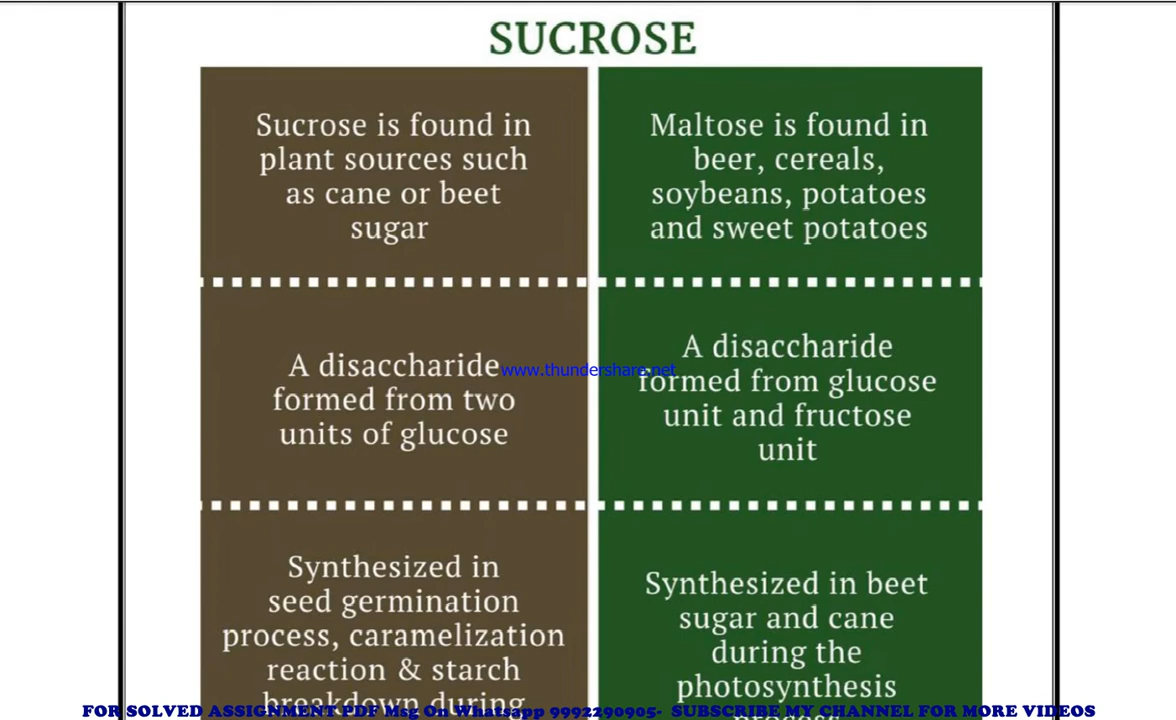 SUCROSE
Sucrose is found in
plant sources such
as cane or beet
sugar
Maltose is found in
beer, cereals,
soybeans, potatoes
and sweet potatoes
A disaccharide
formed from two
units of glucose
www.thundershare.net
A disaccharide
formed from glucose
unit and fructose
unit
Synthesized in
seed germination
process, caramelization
reaction & starch
breakdown during
Synthesized in beet
sugar and cane
during the
photosynthesis
process
FOR SOLVED ASSIGNMENT PDF Msg On Whatsapp 9992290905- SUBSCRIBE MY CHANNEL FOR MORE VIDEOS